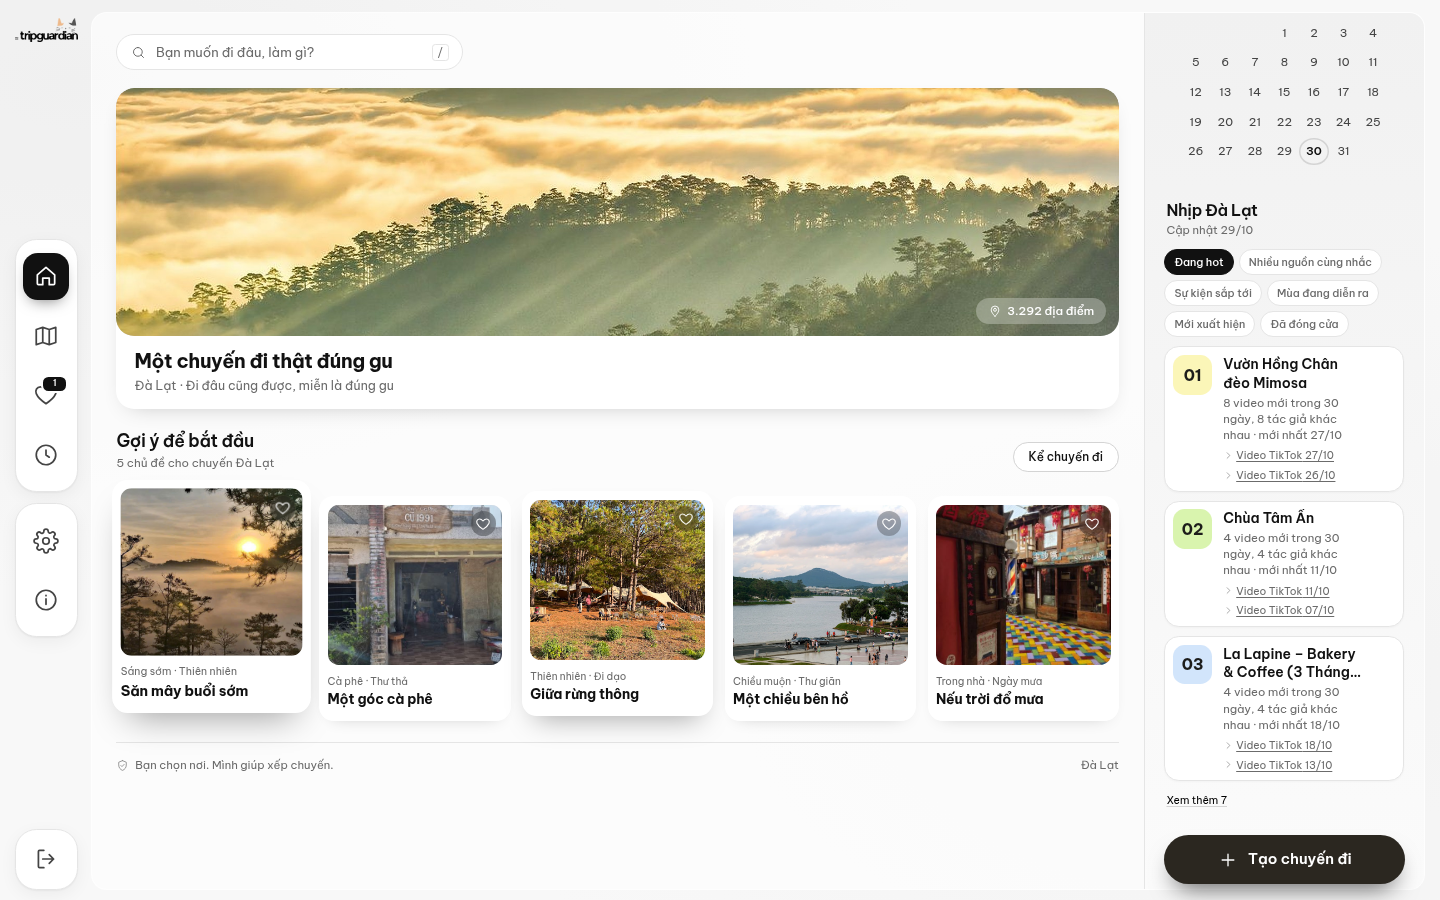 tripguardian
Bạn muốn đi đâu, làm gì?
/
1
3.292 địa điểm
Một chuyến đi thật đúng gu
Đà Lạt · Đi đâu cũng được, miễn là đúng gu
Gợi ý để bắt đầu
5 chủ đề cho chuyến Đà Lạt
Kể chuyến đi
Sáng sớm · Thiên nhiên
Săn mây buổi sớm
CŨ 1991
Cà phê · Thư thả
Một góc cà phê
Thiên nhiên · Đi dạo
Giữa rừng thông
Chiều muộn · Thư giãn
Một chiều bên hồ
Trong nhà · Ngày mưa
Nếu trời đổ mưa
Bạn chọn nơi. Mình giúp xếp chuyến.
Đà Lạt
1 2 3 4
5 6 7 8 9 10 11
12 13 14 15 16 17 18
19 20 21 22 23 24 25
26 27 28 29 30 31
Nhịp Đà Lạt
Cập nhật 29/10
Đang hot
Nhiều nguồn cùng nhắc
Sự kiện sắp tới
Mùa đang diễn ra
Mới xuất hiện
Đã đóng cửa
01
Vườn Hồng Chân
đèo Mimosa
8 video mới trong 30
ngày, 8 tác giả khác
nhau · mới nhất 27/10
Video TikTok 27/10
Video TikTok 26/10
02
Chùa Tâm Ấn
4 video mới trong 30
ngày, 4 tác giả khác
nhau · mới nhất 11/10
Video TikTok 11/10
Video TikTok 07/10
03
La Lapine – Bakery
& Coffee (3 Tháng...
4 video mới trong 30
ngày, 4 tác giả khác
nhau · mới nhất 18/10
Video TikTok 18/10
Video TikTok 13/10
Xem thêm 7
Tạo chuyến đi